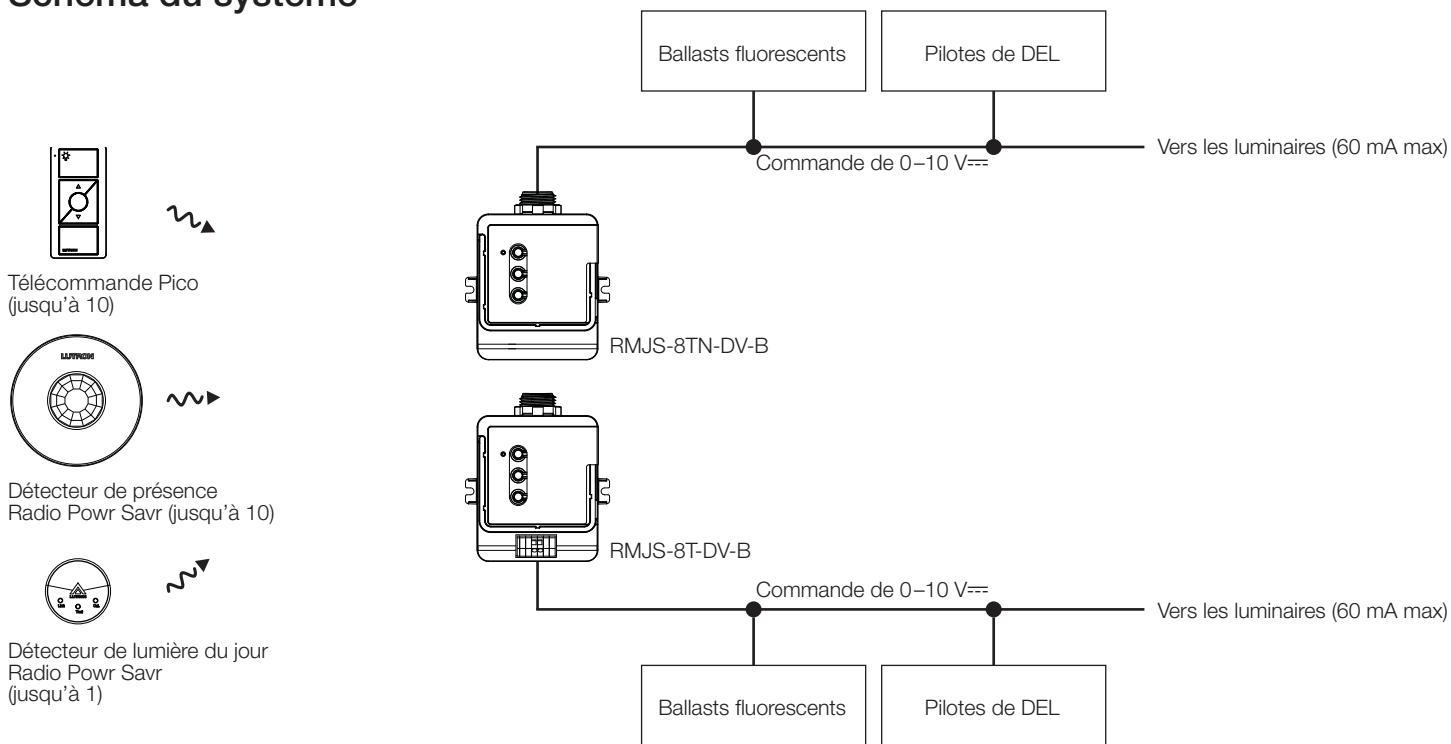 Schéma du système
Ballasts fluorescents
Pilotes de DEL
Commande de 0–10 V
Vers les luminaires (60 mA max)
LUTRON
Télécommande Pico
(jusqu'à 10)
RMJS-8TN-DV-B
LUTRON
Détecteur de présence
Radio Powr Savr (jusqu'à 10)
RMJS-8T-DV-B
LUTRON
Détecteur de lumière du jour
Radio Powr Savr
(jusqu'à 1)
Commande de 0–10 V
Vers les luminaires (60 mA max)
Ballasts fluorescents
Pilotes de DEL